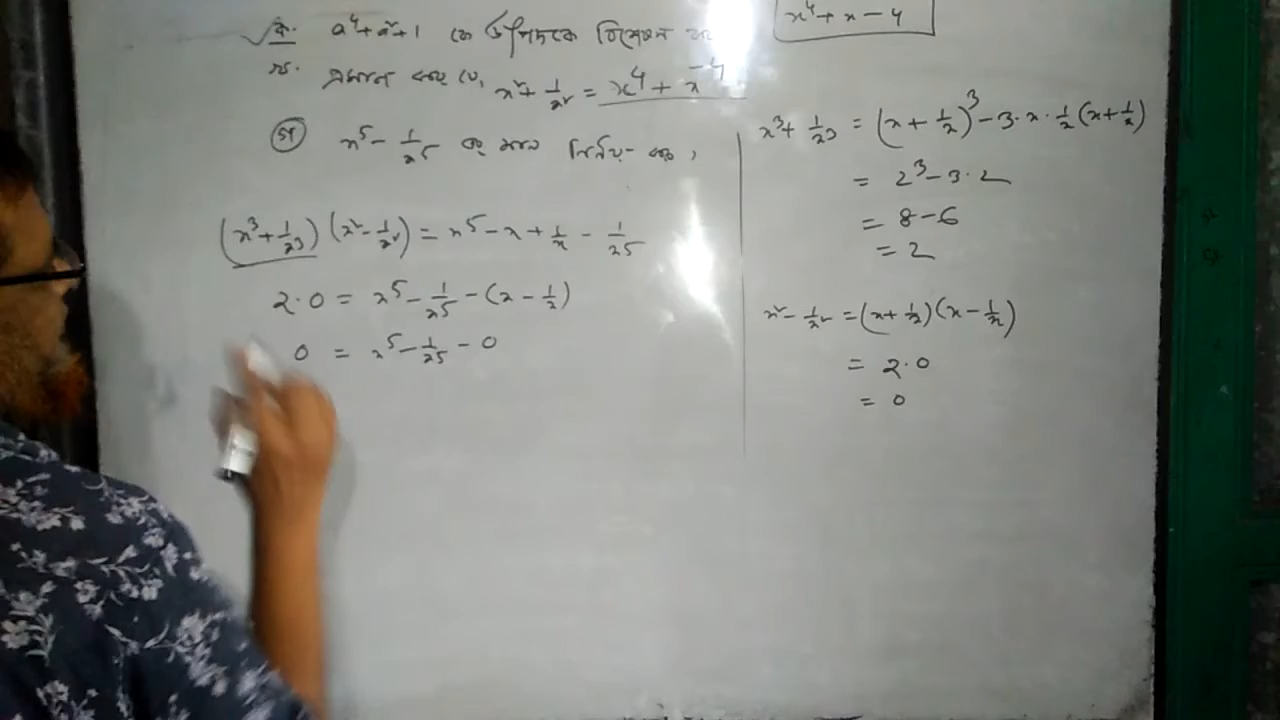 ক. a⁴+a²+1 কে উৎপাদকে বিশ্লেষণ কর
x⁴ + x - 4
খ. প্রমাণ কর যে, x² + 1/x² = x⁴ + x⁻⁴
গ x⁵ - 1/x⁵ এর মান নির্ণয় কর,
(x³ + 1/x³)(x² - 1/x²) = x⁵ - x + 1/x - 1/x⁵
2·0 = x⁵ - 1/x⁵ - (x - 1/x)
0 = x⁵ - 1/x⁵ - 0
x³ + 1/x³ = (x + 1/x)³ - 3·x·1/x(x + 1/x)
= 2³ - 3·2
= 8 - 6
= 2
x² - 1/x² = (x + 1/x)(x - 1/x)
= 2·0
= 0